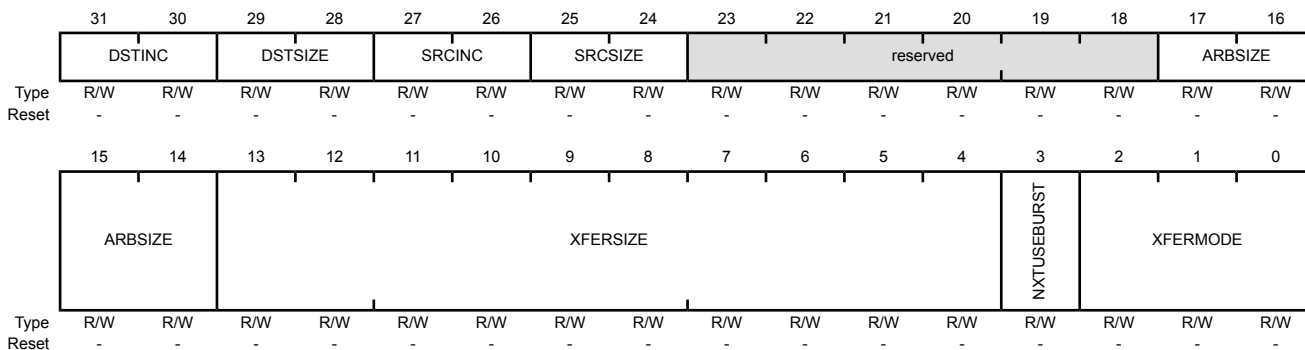 31 30 29 28 27 26 25 24 23 22 21 20 19 18 17 16
DSTINC DSTSIZE SRCINC SRCSIZE reserved ARBSIZE
Type R/W R/W R/W R/W R/W R/W R/W R/W R/W R/W R/W R/W R/W R/W R/W R/W
Reset - - - - - - - - - - - - - - - -
15 14 13 12 11 10 9 8 7 6 5 4 3 2 1 0
ARBSIZE XFERSIZE NXTUSEBURST XFERMODE
Type R/W R/W R/W R/W R/W R/W R/W R/W R/W R/W R/W R/W R/W R/W R/W R/W
Reset - - - - - - - - - - - - - - - -